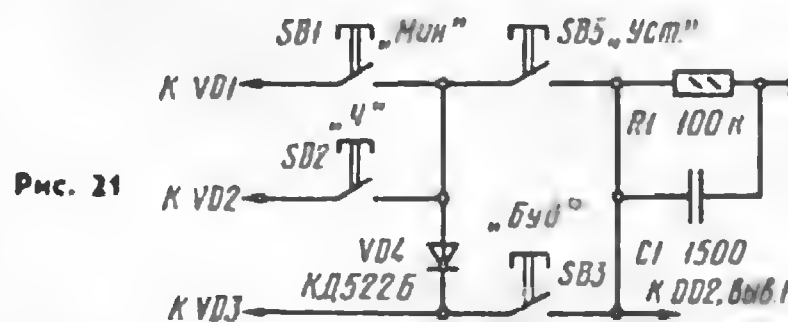 SB1 „Мин"
SB5 „Уст."
К VD1
R1 100 к
„Ч"
SB2
Рис. 21
К VD2
„Буд"
VD4
КД522Б
SB3
C1 1500
К VD3
К DD2, выв.